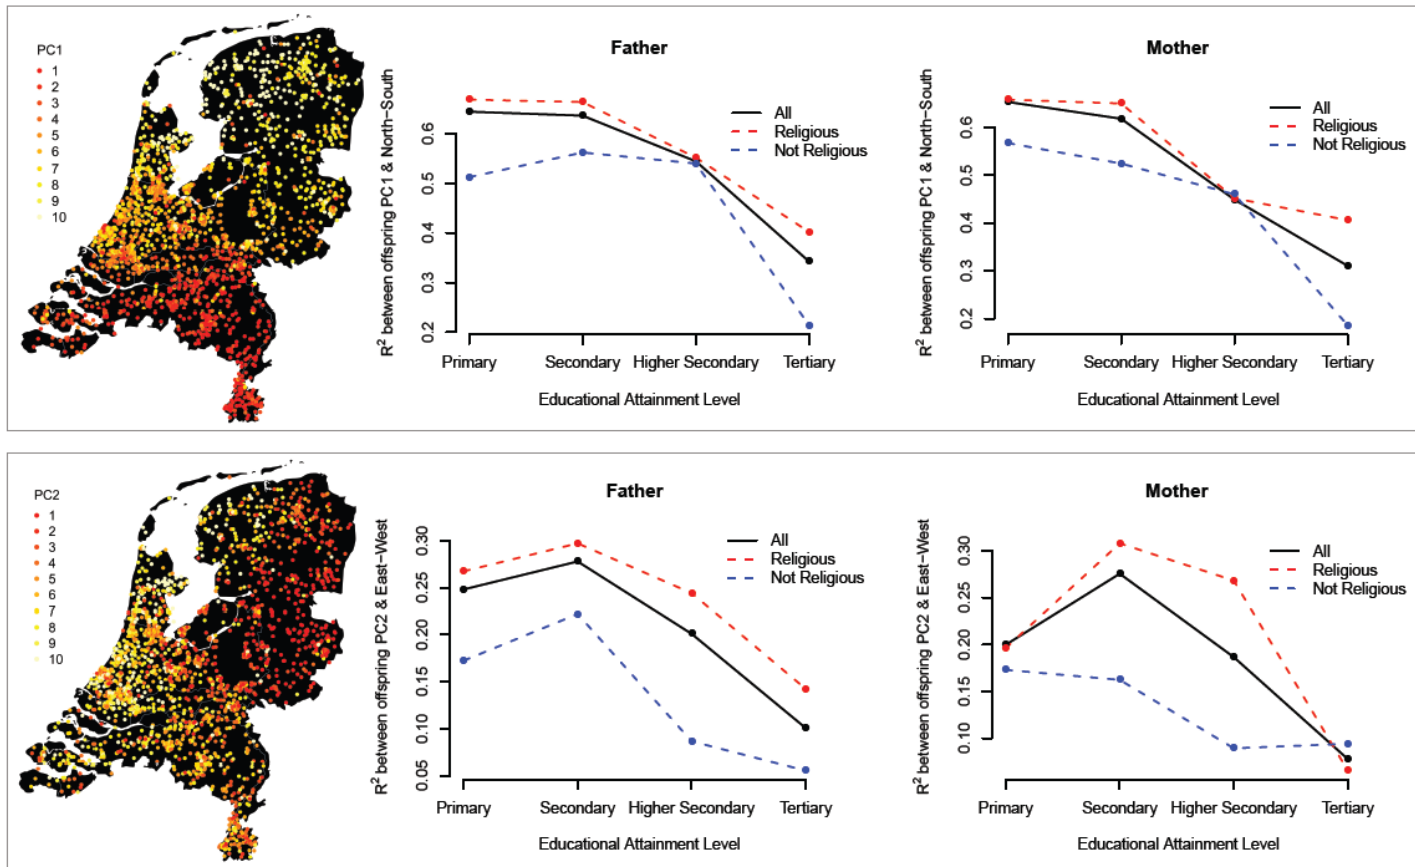 PC1
1
2
3
4
5
6
7
8
9
10
Father
R² between offspring PC1 & North−South
0.6
0.5
0.4
0.3
0.2
All
Religious
Not Religious
Primary
Secondary
Higher Secondary
Tertiary
Educational Attainment Level
Mother
R² between offspring PC1 & North−South
0.6
0.5
0.4
0.3
0.2
All
Religious
Not Religious
Primary
Secondary
Higher Secondary
Tertiary
Educational Attainment Level
PC2
1
2
3
4
5
6
7
8
9
10
Father
R² between offspring PC2 & East−West
0.30
0.25
0.20
0.15
0.10
0.05
All
Religious
Not Religious
Primary
Secondary
Higher Secondary
Tertiary
Educational Attainment Level
Mother
R² between offspring PC2 & East−West
0.30
0.25
0.20
0.15
0.10
All
Religious
Not Religious
Primary
Secondary
Higher Secondary
Tertiary
Educational Attainment Level